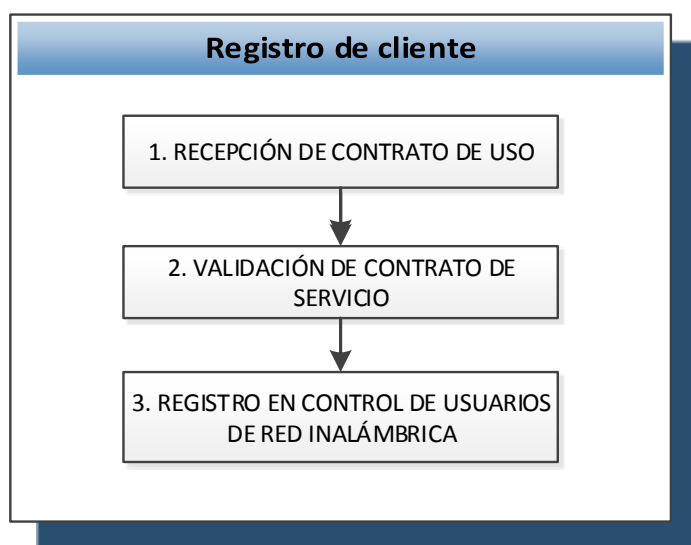 Registro de cliente
1. RECEPCIÓN DE CONTRATO DE USO
2. VALIDACIÓN DE CONTRATO DE
SERVICIO
3. REGISTRO EN CONTROL DE USUARIOS
DE RED INALÁMBRICA